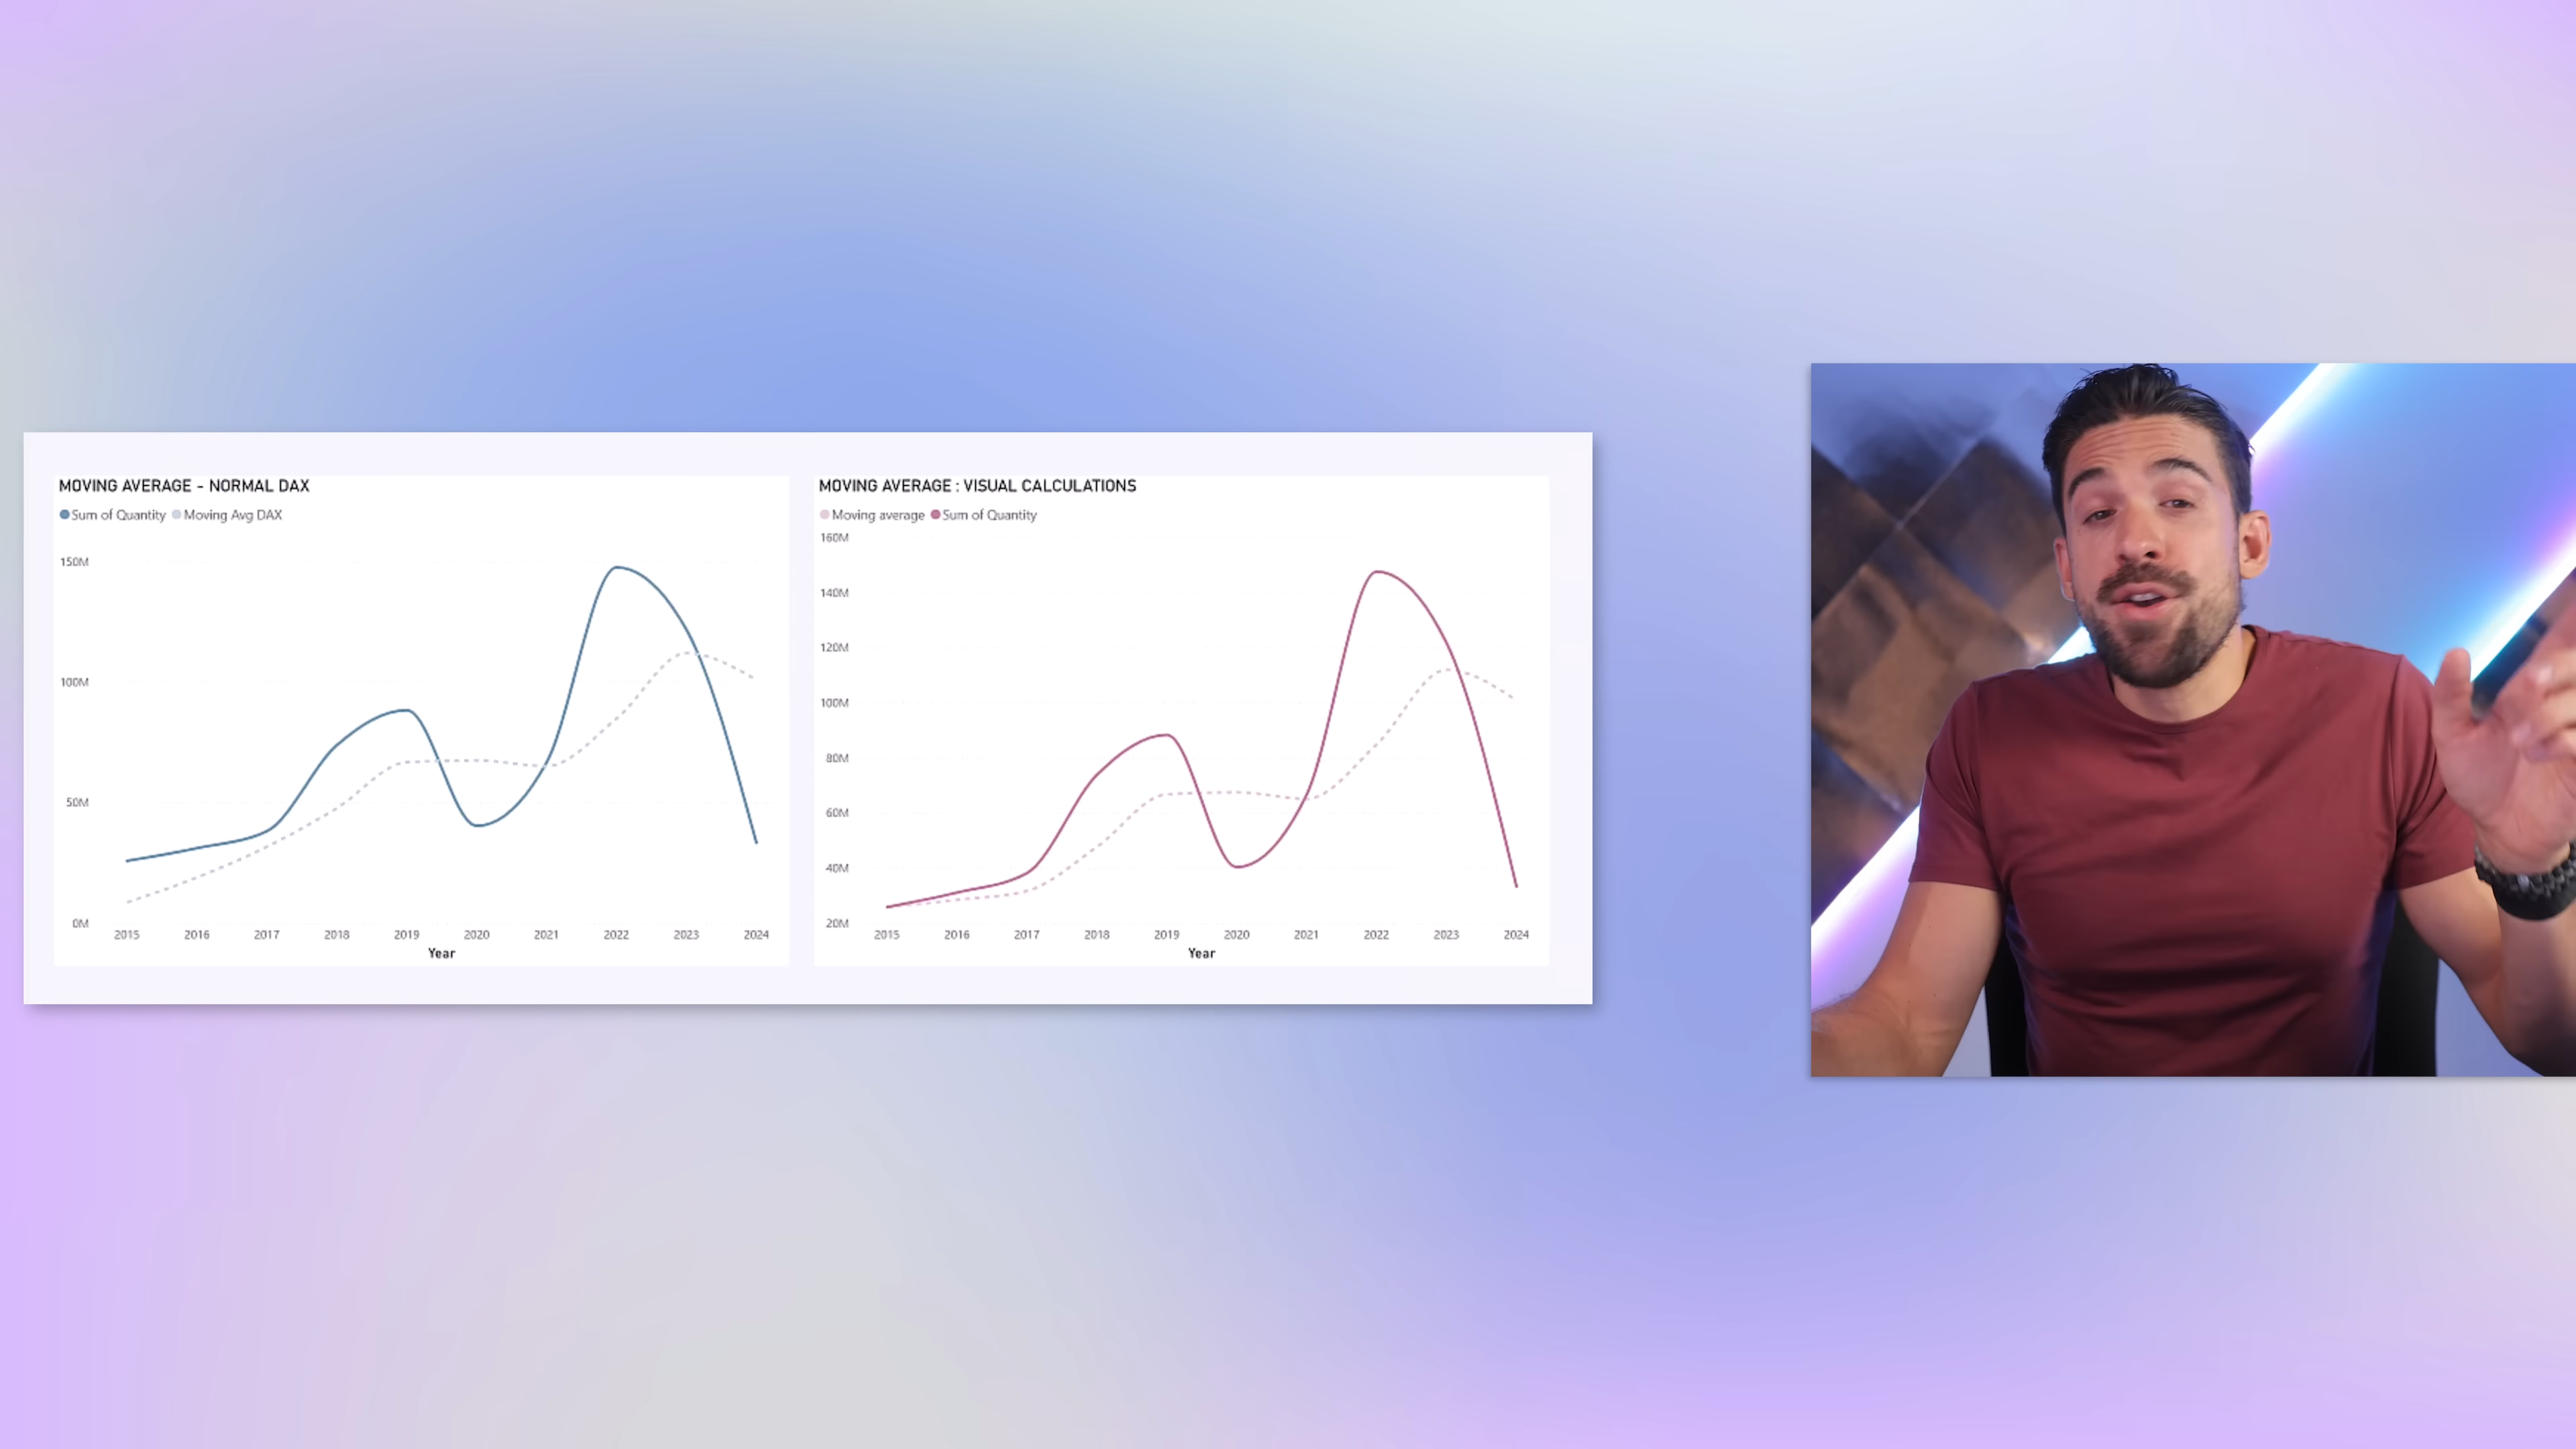 MOVING AVERAGE - NORMAL DAX
Sum of Quantity Moving Avg DAX
150M
100M
50M
0M
2015 2016 2017 2018 2019 2020 2021 2022 2023 2024
Year
MOVING AVERAGE : VISUAL CALCULATIONS
Moving average Sum of Quantity
160M
140M
120M
100M
80M
60M
40M
20M
2015 2016 2017 2018 2019 2020 2021 2022 2023 2024
Year